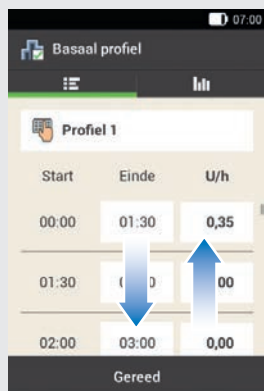 07:00
Basaal profiel
Profiel 1
Start Einde U/h
00:00 01:30 0,35
01:30
02:00 03:00 0,00
Gereed